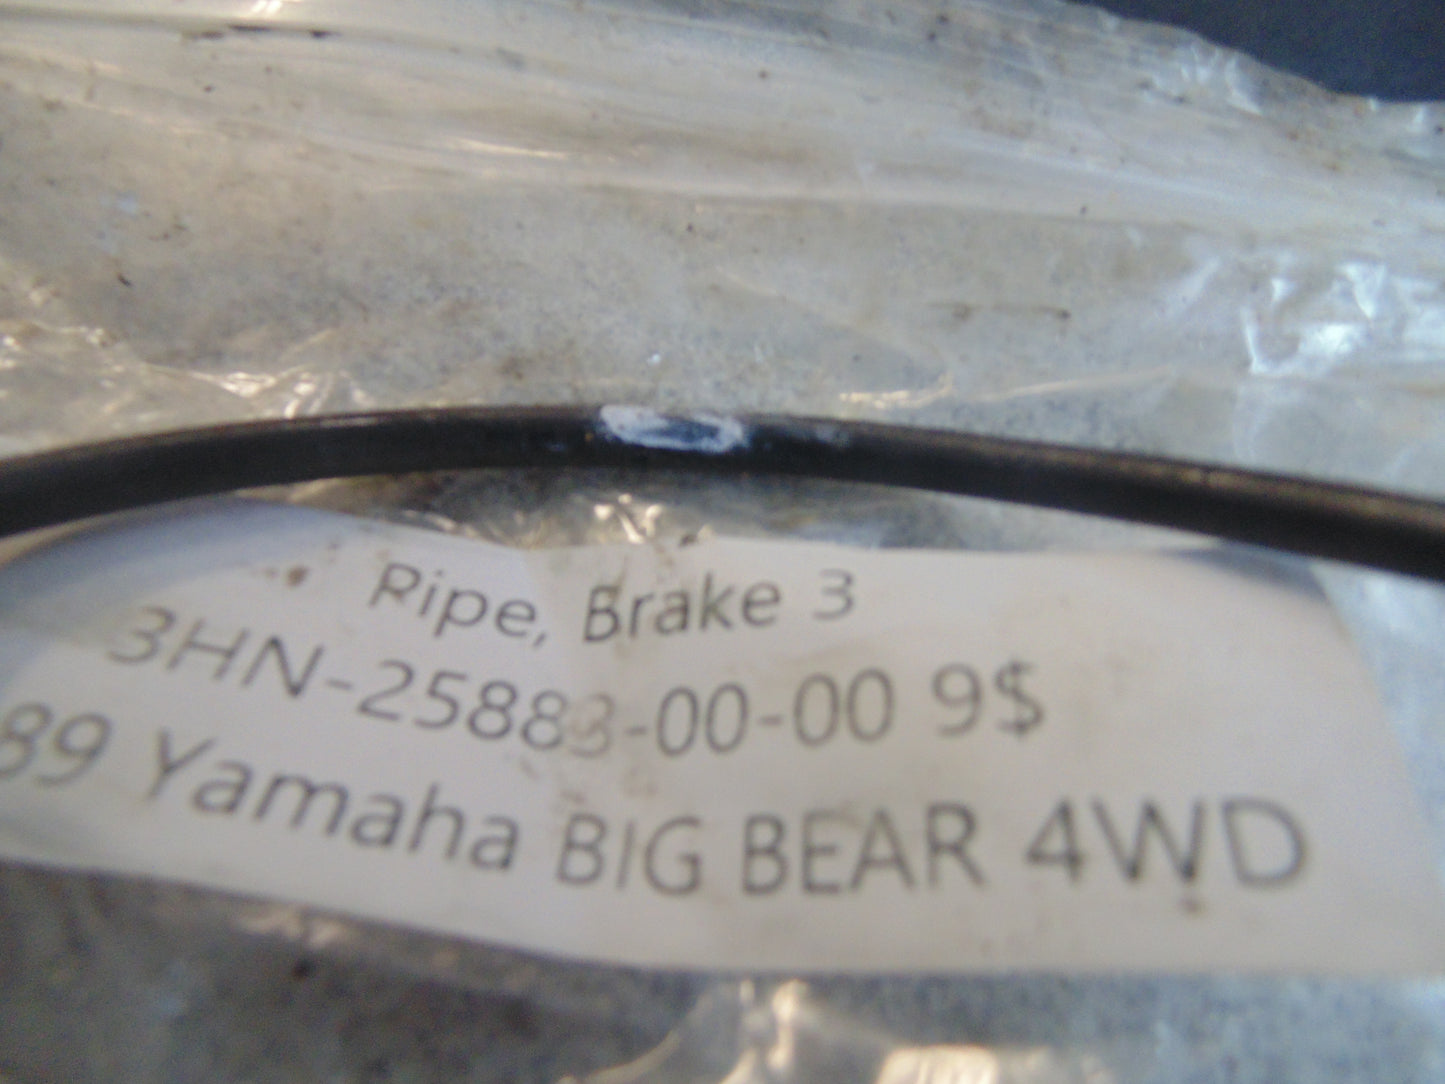 Pipe, Brake 3
3HN-25883-00-00 9$
89 Yamaha BIG BEAR 4WD